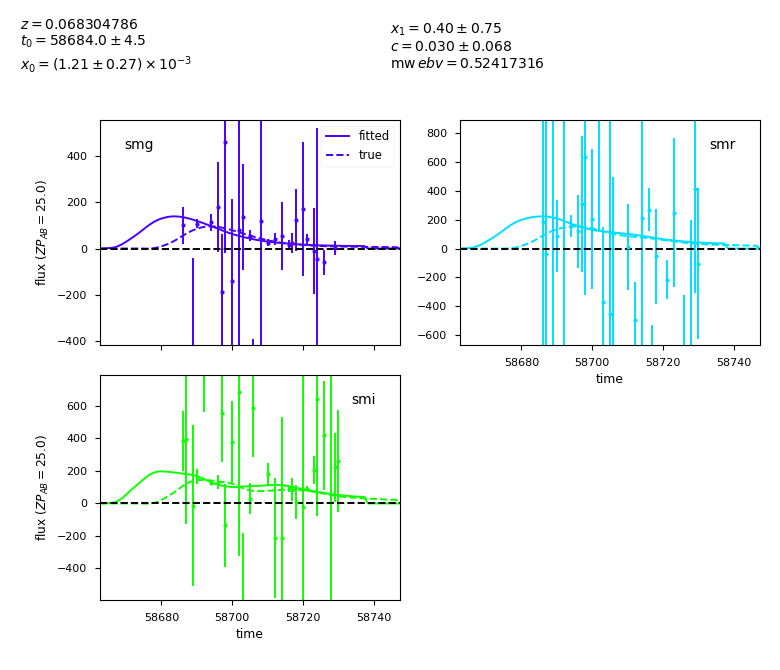 z = 0.068304786
t₀ = 58684.0 ± 4.5
x₀ = (1.21 ± 0.27) × 10⁻³
x₁ = 0.40 ± 0.75
c = 0.030 ± 0.068
mw ebv = 0.52417316
smg
fitted
true
400
200
0
−200
−400
flux (ZP_AB = 25.0)
smr
800
600
400
200
0
−200
−400
−600
58680 58700 58720 58740
time
smi
600
400
200
0
−200
−400
flux (ZP_AB = 25.0)
58680 58700 58720 58740
time